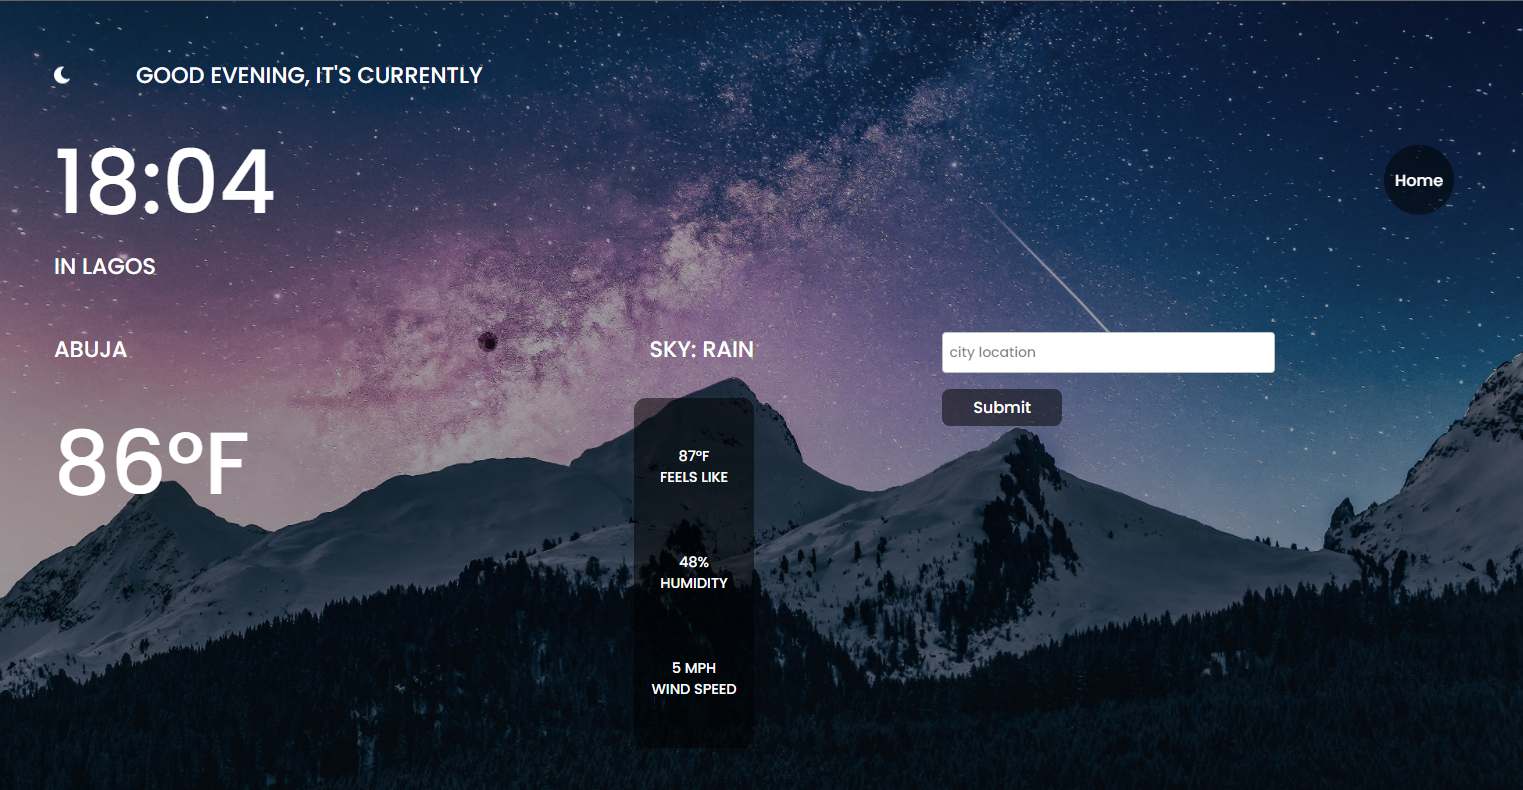 GOOD EVENING, IT'S CURRENTLY
18:04
Home
IN LAGOS
ABUJA
SKY: RAIN
city location
Submit
86°F
87°F
FEELS LIKE
48%
HUMIDITY
5 MPH
WIND SPEED